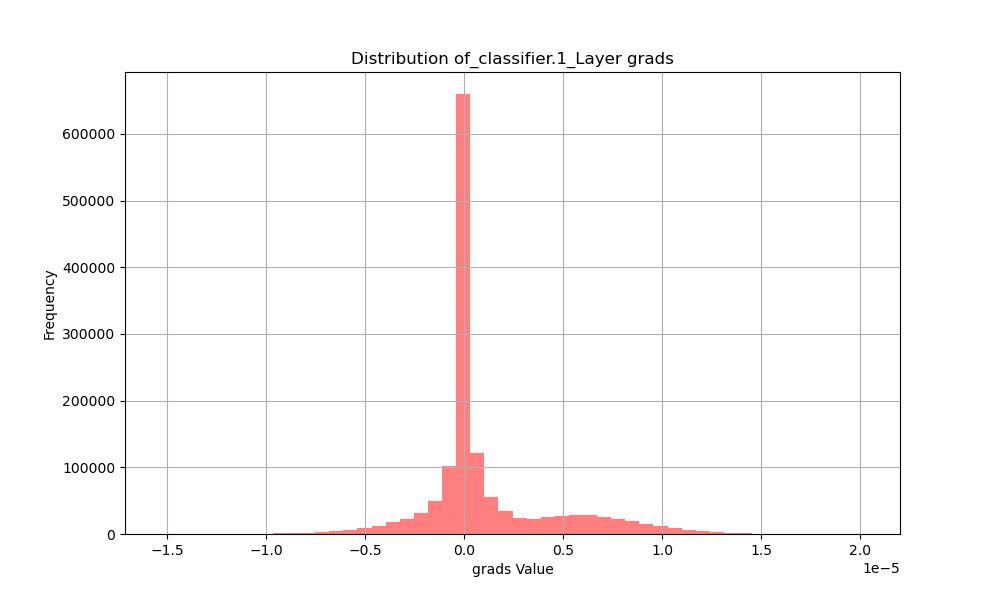 Distribution of_classifier.1_Layer grads
Frequency
600000
500000
400000
300000
200000
100000
0
−1.5 −1.0 −0.5 0.0 0.5 1.0 1.5 2.0
1e−5
grads Value